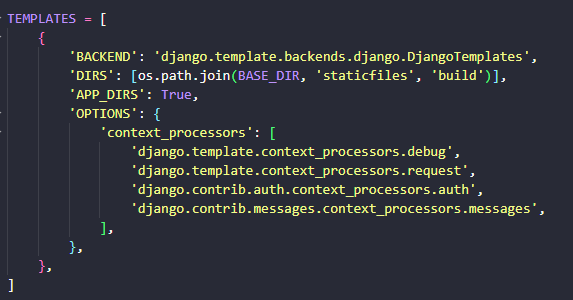 TEMPLATES = [
    {
        'BACKEND': 'django.template.backends.django.DjangoTemplates',
        'DIRS': [os.path.join(BASE_DIR, 'staticfiles', 'build')],
        'APP_DIRS': True,
        'OPTIONS': {
            'context_processors': [
                'django.template.context_processors.debug',
                'django.template.context_processors.request',
                'django.contrib.auth.context_processors.auth',
                'django.contrib.messages.context_processors.messages',
            ],
        },
    },
]